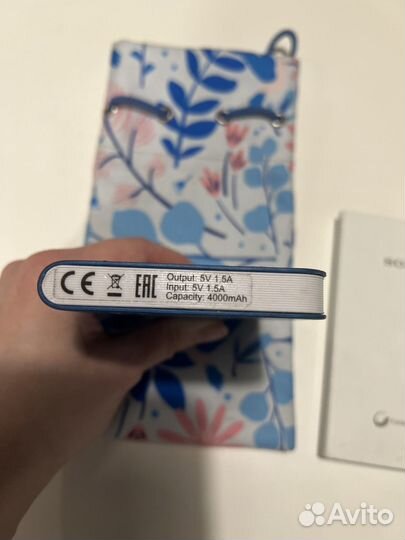 CE EAC
Output: 5V 1.5A
Input: 5V 1.5A
Capacity: 4000mAh
Avito